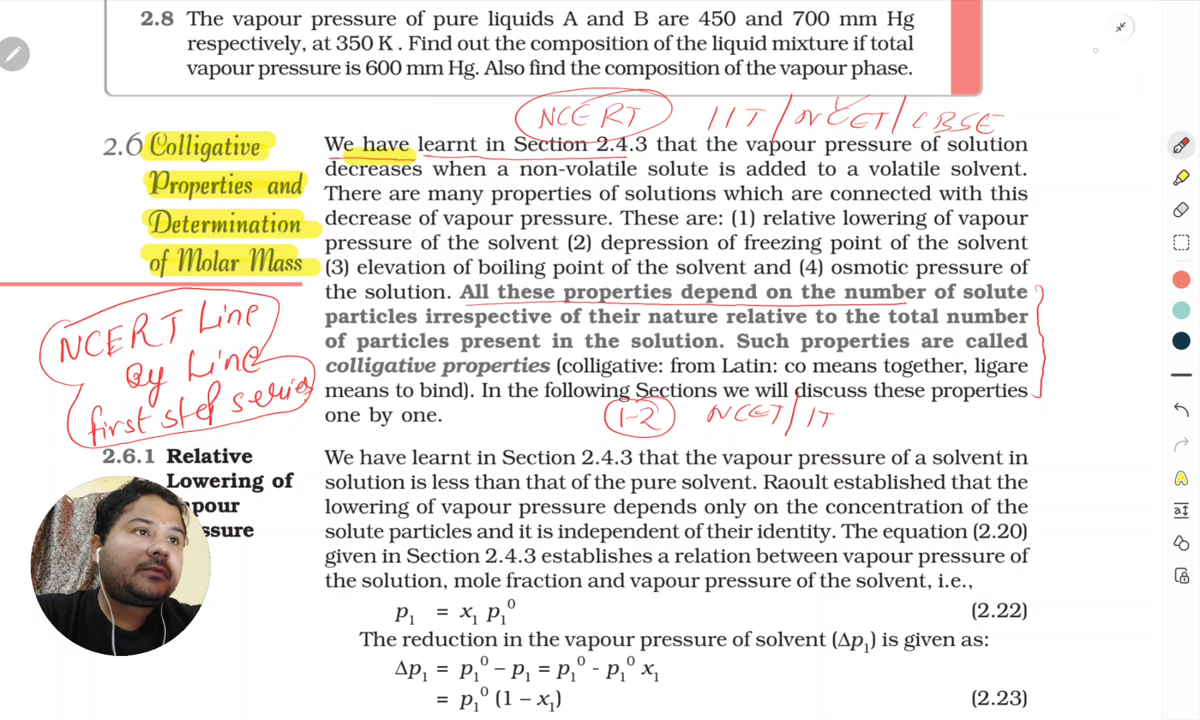 2.8 The vapour pressure of pure liquids A and B are 450 and 700 mm Hg
respectively, at 350 K . Find out the composition of the liquid mixture if total
vapour pressure is 600 mm Hg. Also find the composition of the vapour phase.
NCERT IIT/NCET/CBSE
2.6 Colligative
Properties and
Determination
of Molar Mass
We have learnt in Section 2.4.3 that the vapour pressure of solution
decreases when a non-volatile solute is added to a volatile solvent.
There are many properties of solutions which are connected with this
decrease of vapour pressure. These are: (1) relative lowering of vapour
pressure of the solvent (2) depression of freezing point of the solvent
(3) elevation of boiling point of the solvent and (4) osmotic pressure of
the solution. All these properties depend on the number of solute
particles irrespective of their nature relative to the total number
of particles present in the solution. Such properties are called
colligative properties (colligative: from Latin: co means together, ligare
means to bind). In the following Sections we will discuss these properties
one by one.
NCERT Line
By Line
first step series
1-2 NCET/IIT
2.6.1 Relative
Lowering of
pour
ssure
We have learnt in Section 2.4.3 that the vapour pressure of a solvent in
solution is less than that of the pure solvent. Raoult established that the
lowering of vapour pressure depends only on the concentration of the
solute particles and it is independent of their identity. The equation (2.20)
given in Section 2.4.3 establishes a relation between vapour pressure of
the solution, mole fraction and vapour pressure of the solvent, i.e.,
p₁ = x₁ p₁⁰ (2.22)
The reduction in the vapour pressure of solvent (Δp₁) is given as:
Δp₁ = p₁⁰ – p₁ = p₁⁰ - p₁⁰ x₁
= p₁⁰ (1 – x₁) (2.23)